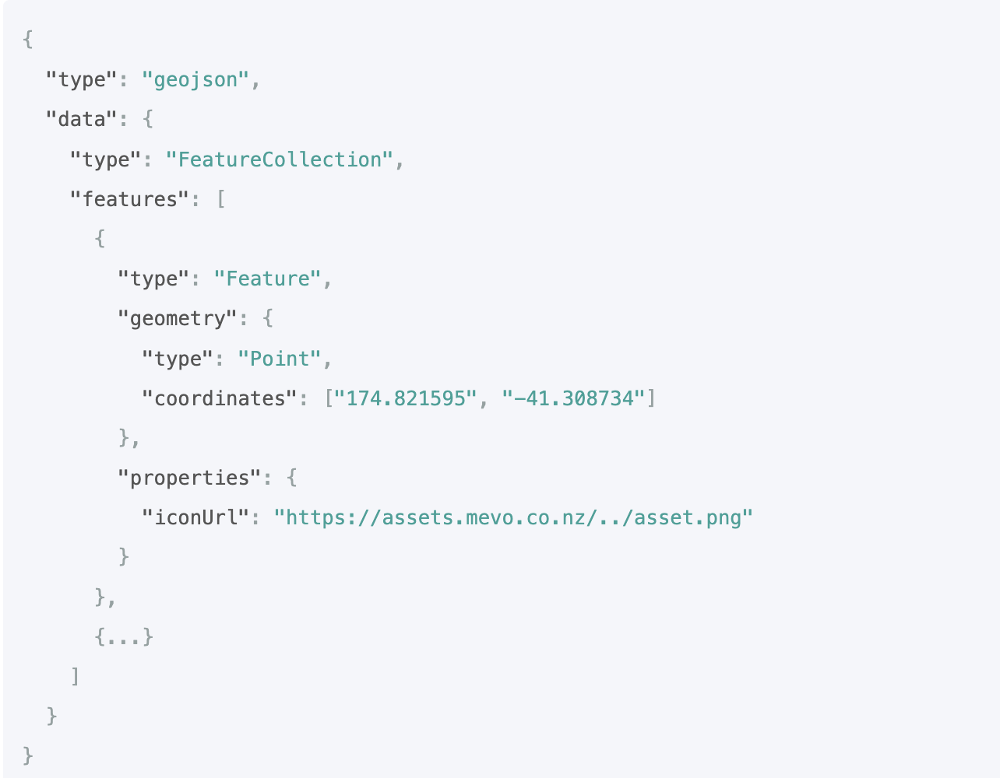 {
  "type": "geojson",
  "data": {
    "type": "FeatureCollection",
    "features": [
      {
        "type": "Feature",
        "geometry": {
          "type": "Point",
          "coordinates": ["174.821595", "-41.308734"]
        },
        "properties": {
          "iconUrl": "https://assets.mevo.co.nz/../asset.png"
        }
      },
      {...}
    ]
  }
}